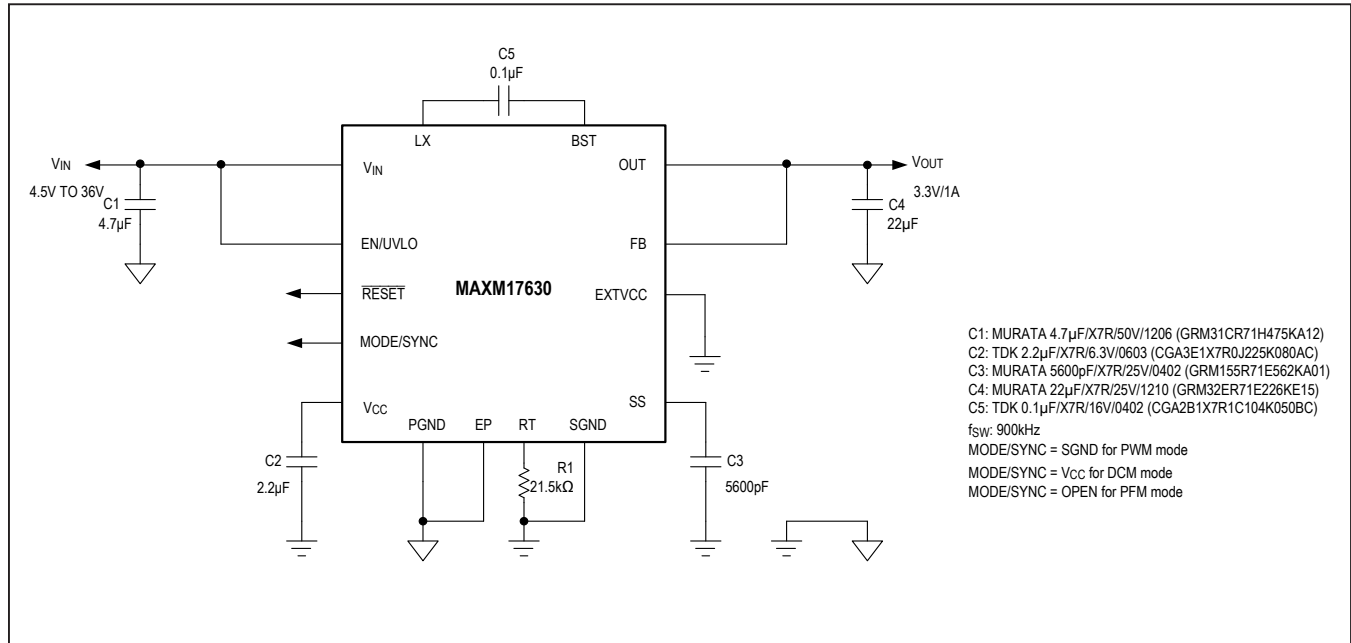 C5
0.1µF
LX
BST
VIN
4.5V TO 36V
C1
4.7µF
VIN
OUT
VOUT
3.3V/1A
C4
22µF
EN/UVLO
FB
RESET
MAXM17630
EXTVCC
MODE/SYNC
VCC
SS
PGND
EP
RT
SGND
C2
2.2µF
R1
21.5kΩ
C3
5600pF
C1: MURATA 4.7µF/X7R/50V/1206 (GRM31CR71H475KA12)
C2: TDK 2.2µF/X7R/6.3V/0603 (CGA3E1X7R0J225K080AC)
C3: MURATA 5600pF/X7R/25V/0402 (GRM155R71E562KA01)
C4: MURATA 22µF/X7R/25V/1210 (GRM32ER71E226KE15)
C5: TDK 0.1µF/X7R/16V/0402 (CGA2B1X7R1C104K050BC)
fSW: 900kHz
MODE/SYNC = SGND for PWM mode
MODE/SYNC = VCC for DCM mode
MODE/SYNC = OPEN for PFM mode